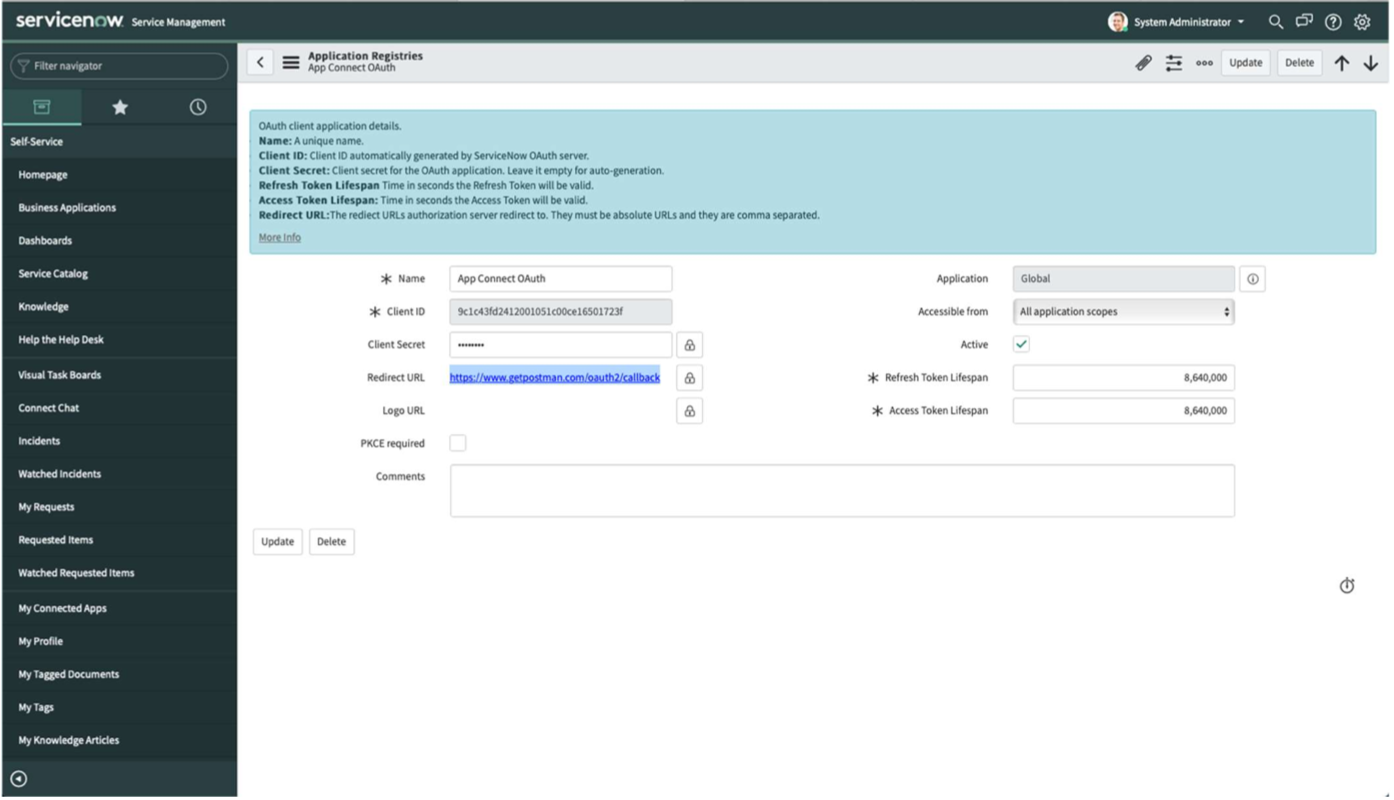 servicenow Service Management
System Administrator
Filter navigator
Self-Service
Homepage
Business Applications
Dashboards
Service Catalog
Knowledge
Help the Help Desk
Visual Task Boards
Connect Chat
Incidents
Watched Incidents
My Requests
Requested Items
Watched Requested Items
My Connected Apps
My Profile
My Tagged Documents
My Tags
My Knowledge Articles
Application Registries
App Connect OAuth
Update
Delete
OAuth client application details.
Name: A unique name.
Client ID: Client ID automatically generated by ServiceNow OAuth server.
Client Secret: Client secret for the OAuth application. Leave it empty for auto-generation.
Refresh Token Lifespan Time in seconds the Refresh Token will be valid.
Access Token Lifespan: Time in seconds the Access Token will be valid.
Redirect URL:The rediect URLs authorization server redirect to. They must be absolute URLs and they are comma separated.
More Info
Name App Connect OAuth
Client ID 9c1c43fd2412001051c00ce16501723f
Client Secret ••••••••
Redirect URL https://www.getpostman.com/oauth2/callback
Logo URL
PKCE required
Comments
Application Global
Accessible from All application scopes
Active
Refresh Token Lifespan 8,640,000
Access Token Lifespan 8,640,000
Update
Delete